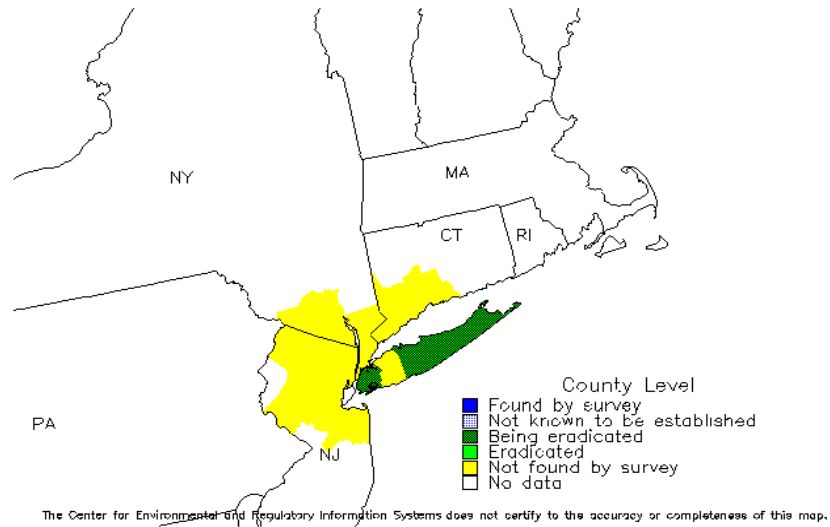 NY
MA
CT
RI
PA
NJ
County Level
Found by survey
Not known to be established
Being eradicated
Eradicated
Not found by survey
No data
The Center for Environmental and Regulatory Information Systems does not certify to the accuracy or completeness of this map.